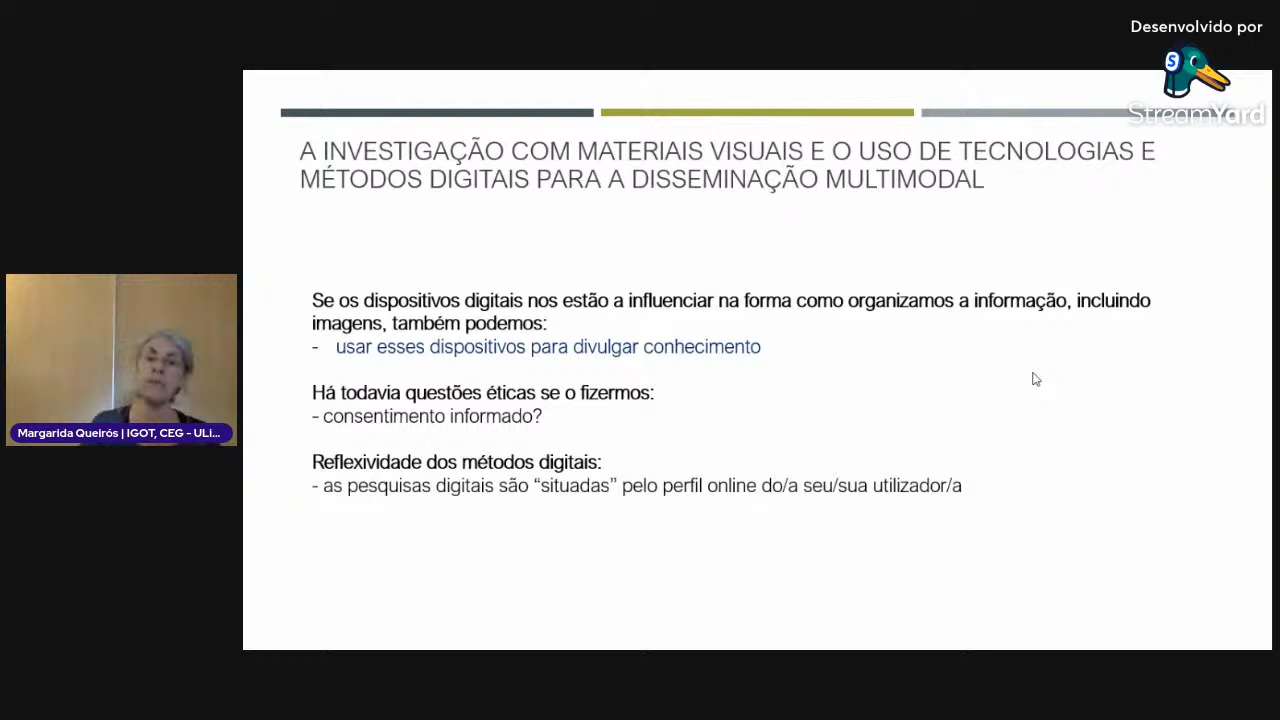 Desenvolvido por
S
StreamYard
A INVESTIGAÇÃO COM MATERIAIS VISUAIS E O USO DE TECNOLOGIAS E
MÉTODOS DIGITAIS PARA A DISSEMINAÇÃO MULTIMODAL
Se os dispositivos digitais nos estão a influenciar na forma como organizamos a informação, incluindo
imagens, também podemos:
- usar esses dispositivos para divulgar conhecimento
Há todavia questões éticas se o fizermos:
- consentimento informado?
Reflexividade dos métodos digitais:
- as pesquisas digitais são “situadas” pelo perfil online do/a seu/sua utilizador/a
Margarida Queirós | IGOT, CEG - ULi...